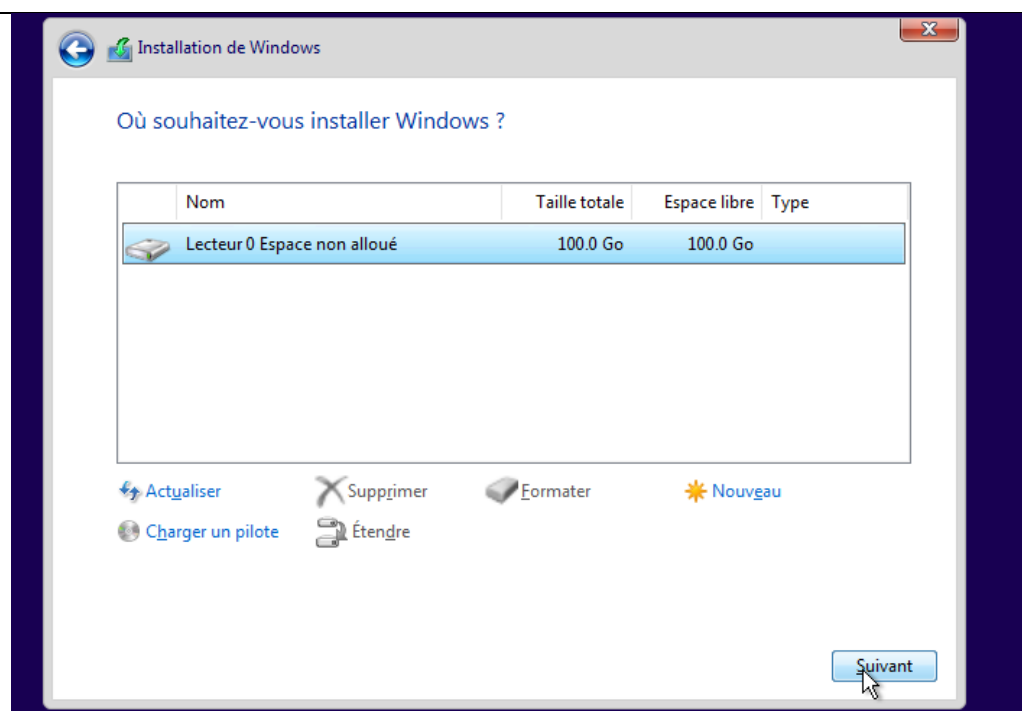 Installation de Windows
Où souhaitez-vous installer Windows ?
Nom Taille totale Espace libre Type
Lecteur 0 Espace non alloué 100.0 Go 100.0 Go
Actualiser Supprimer Formater Nouveau
Charger un pilote Étendre
Suivant